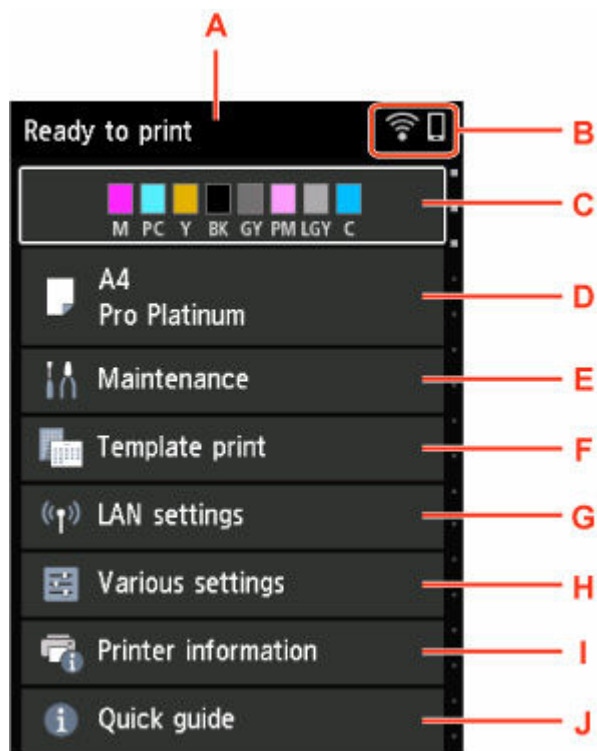 A
Ready to print
B
M PC Y BK GY PM LGY C
C
A4
Pro Platinum
D
Maintenance
E
Template print
F
LAN settings
G
Various settings
H
Printer information
I
Quick guide
J